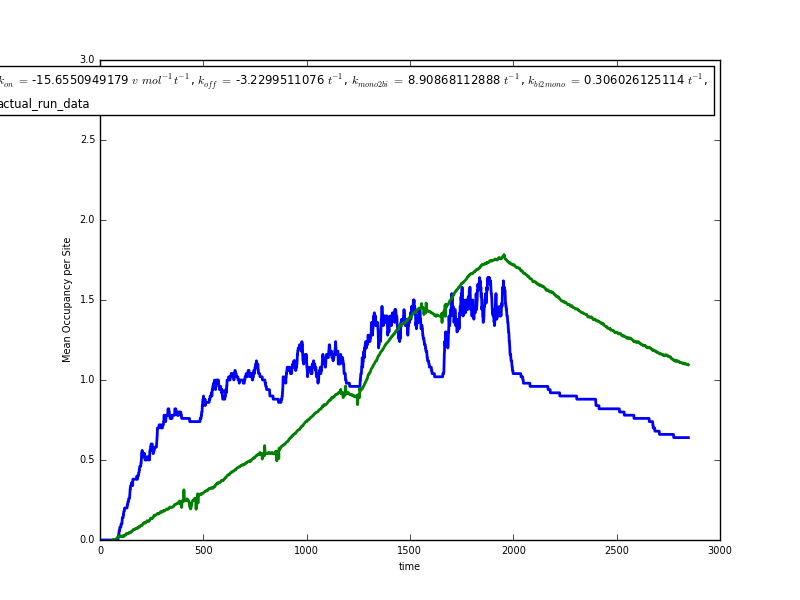 k_on = -15.6550949179 v mol⁻¹t⁻¹, k_off = -3.2299511076 t⁻¹, k_mono2bi = 8.90868112888 t⁻¹, k_bi2mono = 0.306026125114 t⁻¹,
actual_run_data
3.0
2.5
2.0
1.5
1.0
0.5
0.0
Mean Occupancy per Site
0 500 1000 1500 2000 2500 3000
time